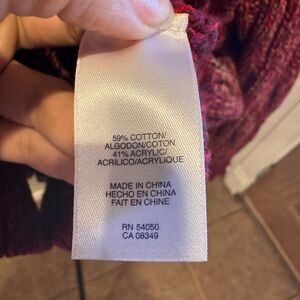 59% COTTON/
ALGODON/COTON
41% ACRYLIC/
ACRILICO/ACRYLIQUE
MADE IN CHINA
HECHO EN CHINA
FAIT EN CHINE
RN 54050
CA 08349